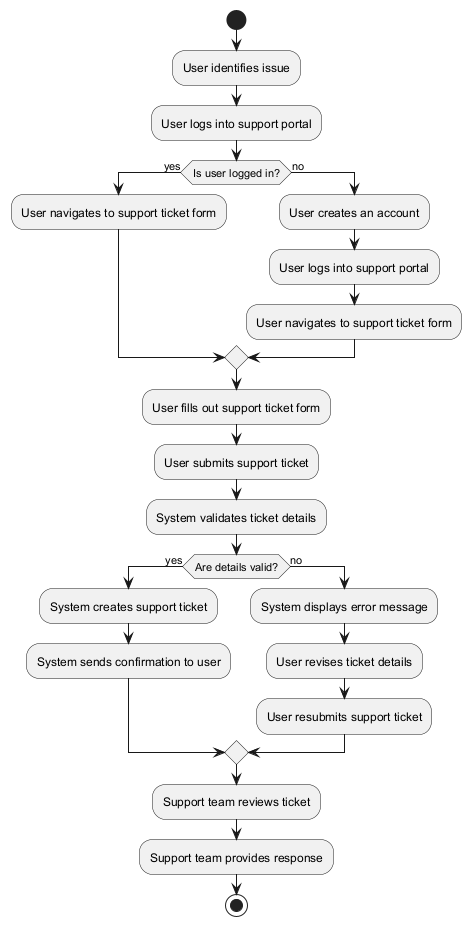 User identifies issue
User logs into support portal
yes
Is user logged in?
no
User navigates to support ticket form
User creates an account
User logs into support portal
User navigates to support ticket form
User fills out support ticket form
User submits support ticket
System validates ticket details
yes
Are details valid?
no
System creates support ticket
System displays error message
System sends confirmation to user
User revises ticket details
User resubmits support ticket
Support team reviews ticket
Support team provides response